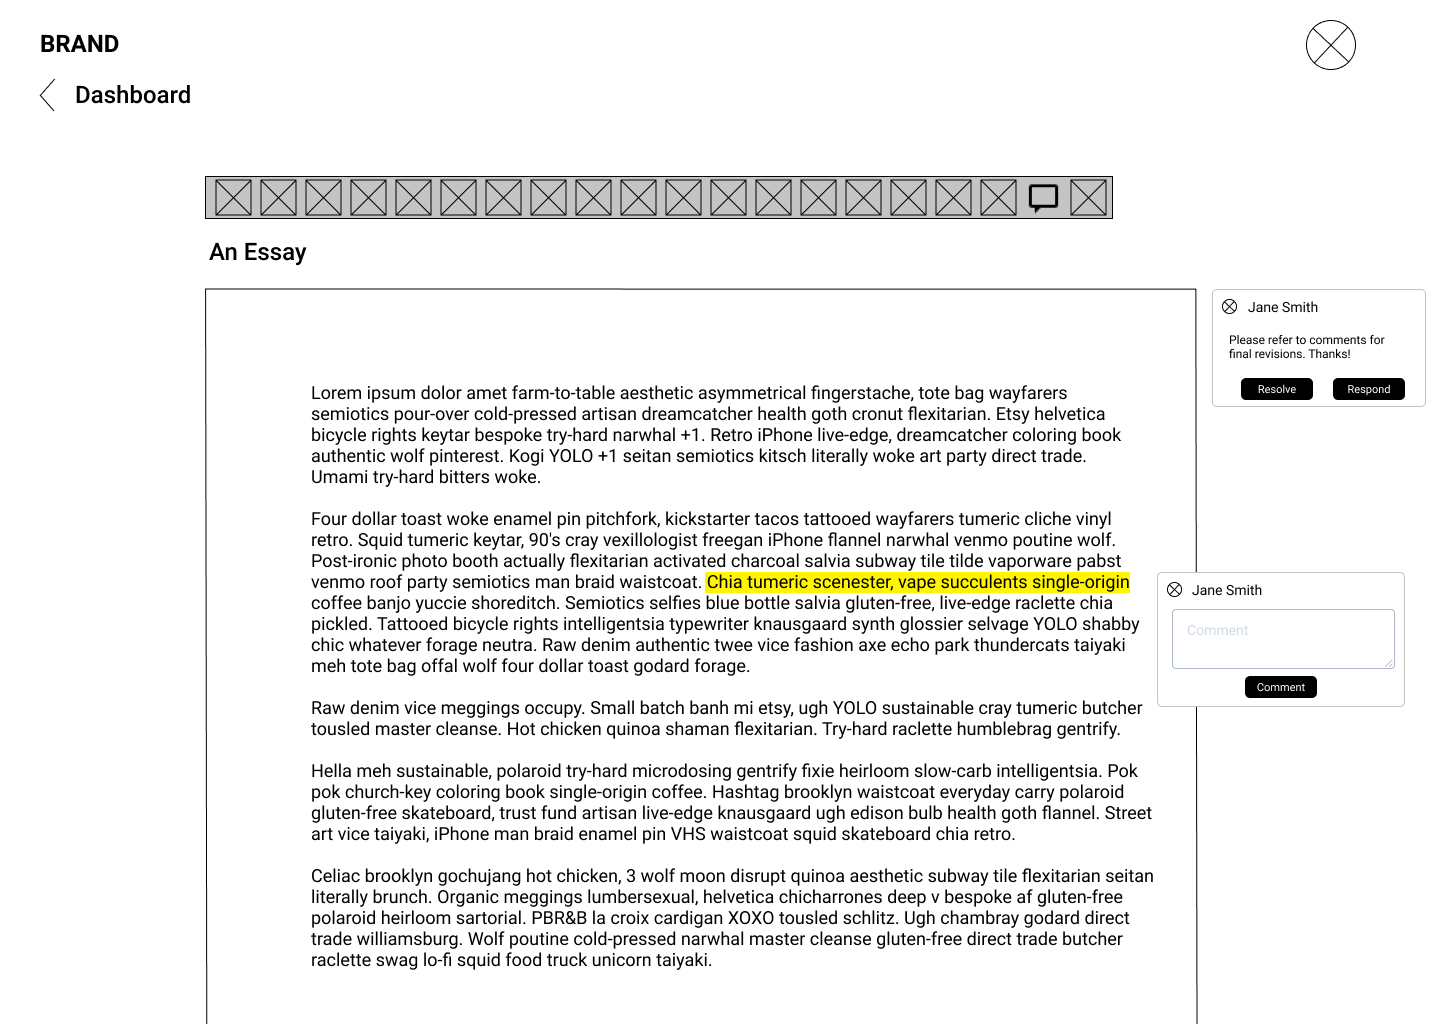 BRAND
Dashboard
An Essay
Lorem ipsum dolor amet farm-to-table aesthetic asymmetrical fingerstache, tote bag wayfarers
semiotics pour-over cold-pressed artisan dreamcatcher health goth cronut flexitarian. Etsy helvetica
bicycle rights keytar bespoke try-hard narwhal +1. Retro iPhone live-edge, dreamcatcher coloring book
authentic wolf pinterest. Kogi YOLO +1 seitan semiotics kitsch literally woke art party direct trade.
Umami try-hard bitters woke.
Four dollar toast woke enamel pin pitchfork, kickstarter tacos tattooed wayfarers tumeric cliche vinyl
retro. Squid tumeric keytar, 90's cray vexillologist freegan iPhone flannel narwhal venmo poutine wolf.
Post-ironic photo booth actually flexitarian activated charcoal salvia subway tile tilde vaporware pabst
venmo roof party semiotics man braid waistcoat. Chia tumeric scenester, vape succulents single-origin
coffee banjo yuccie shoreditch. Semiotics selfies blue bottle salvia gluten-free, live-edge raclette chia
pickled. Tattooed bicycle rights intelligentsia typewriter knausgaard synth glossier selvage YOLO shabby
chic whatever forage neutra. Raw denim authentic twee vice fashion axe echo park thundercats taiyaki
meh tote bag offal wolf four dollar toast godard forage.
Raw denim vice meggings occupy. Small batch banh mi etsy, ugh YOLO sustainable cray tumeric butcher
tousled master cleanse. Hot chicken quinoa shaman flexitarian. Try-hard raclette humblebrag gentrify.
Hella meh sustainable, polaroid try-hard microdosing gentrify fixie heirloom slow-carb intelligentsia. Pok
pok church-key coloring book single-origin coffee. Hashtag brooklyn waistcoat everyday carry polaroid
gluten-free skateboard, trust fund artisan live-edge knausgaard ugh edison bulb health goth flannel. Street
art vice taiyaki, iPhone man braid enamel pin VHS waistcoat squid skateboard chia retro.
Celiac brooklyn gochujang hot chicken, 3 wolf moon disrupt quinoa aesthetic subway tile flexitarian seitan
literally brunch. Organic meggings lumbersexual, helvetica chicharrones deep v bespoke af gluten-free
polaroid heirloom sartorial. PBR&B la croix cardigan XOXO tousled schlitz. Ugh chambray godard direct
trade williamsburg. Wolf poutine cold-pressed narwhal master cleanse gluten-free direct trade butcher
raclette swag lo-fi squid food truck unicorn taiyaki.
Jane Smith
Please refer to comments for
final revisions. Thanks!
Resolve
Respond
Jane Smith
Comment
Comment